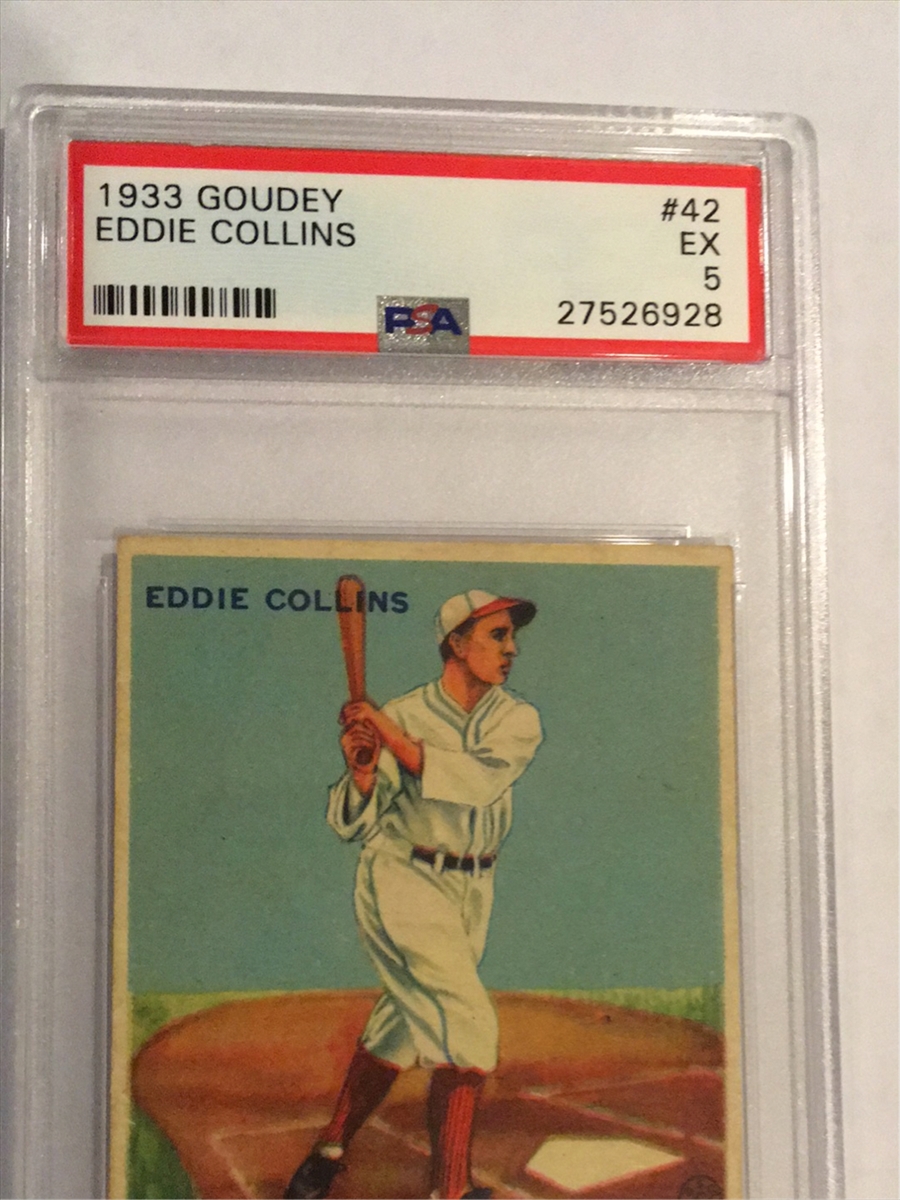 1933 GOUDEY #42
EDDIE COLLINS EX
5
PSA 27526928
EDDIE COLLINS